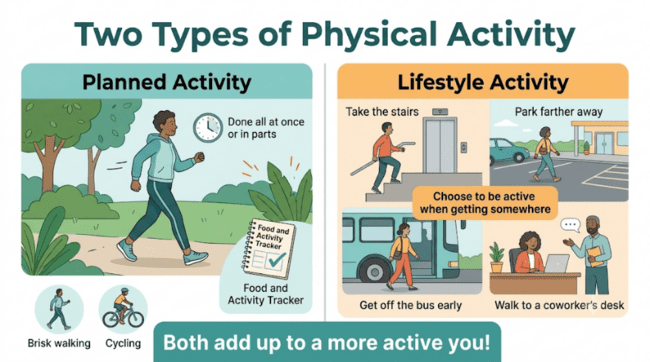 Two Types of Physical Activity
Planned Activity
Done all at once
or in parts
Food and
Activity
Tracker
Food and
Activity Tracker
Brisk walking
Cycling
Lifestyle Activity
Take the stairs
Park farther away
Choose to be active
when getting somewhere
Get off the bus early
Walk to a coworker's desk
Both add up to a more active you!